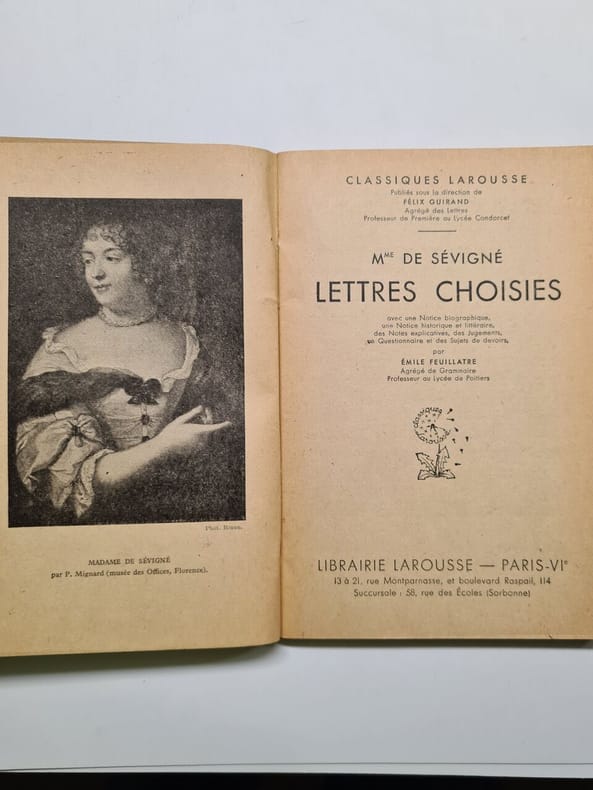 Phot. Braun.
MADAME DE SÉVIGNÉ
par P. Mignard (musée des Offices, Florence).
CLASSIQUES LAROUSSE
Publiés sous la direction de
FÉLIX GUIRAND
Agrégé des Lettres
Professeur de Première au Lycée Condorcet
Mᴹᴱ DE SÉVIGNÉ
LETTRES CHOISIES
avec une Notice biographique,
une Notice historique et littéraire,
des Notes explicatives, des Jugements,
un Questionnaire et des Sujets de devoirs,
par
ÉMILE FEUILLATRE
Agrégé de Grammaire
Professeur au Lycée de Poitiers
classiques
Larousse
LIBRAIRIE LAROUSSE — PARIS-VIᵉ
13 à 21, rue Montparnasse, et boulevard Raspail, 114
Succursale : 58, rue des Écoles (Sorbonne)